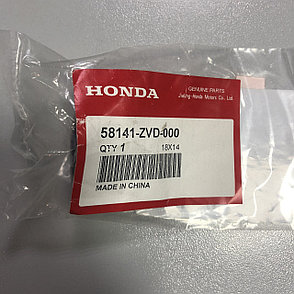 HONDA
GENUINE PARTS
Jialing-Honda Motors Co., Ltd.
58141-ZVD-000
QTY 1
18X14
MADE IN CHINA